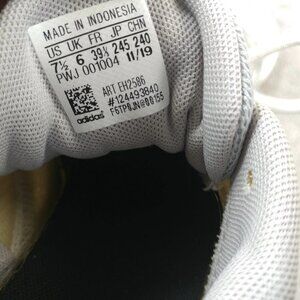 MADE IN INDONESIA
US UK FR JP CHN
7½ 6 39⅓ 245 240
PWJ 001004 11/19
ART EH2586
#124493840
adidas